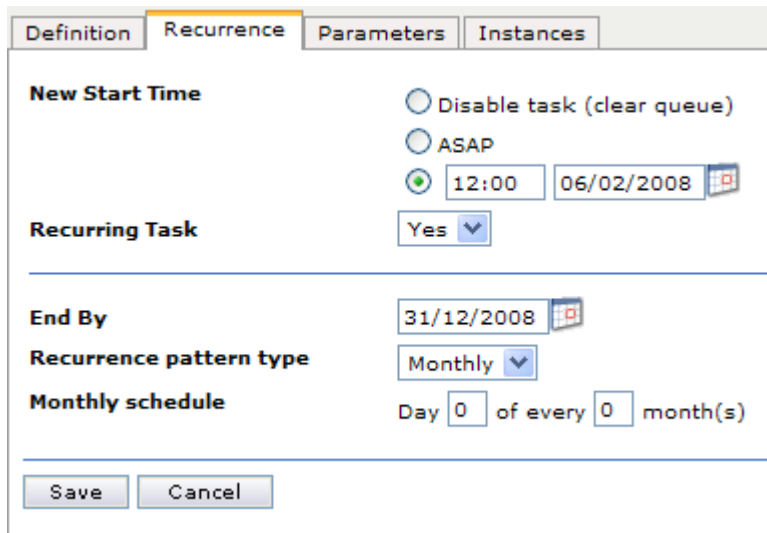 Definition Recurrence Parameters Instances
New Start Time
Disable task (clear queue)
ASAP
12:00 06/02/2008
Recurring Task Yes
End By 31/12/2008
Recurrence pattern type Monthly
Monthly schedule Day 0 of every 0 month(s)
Save Cancel